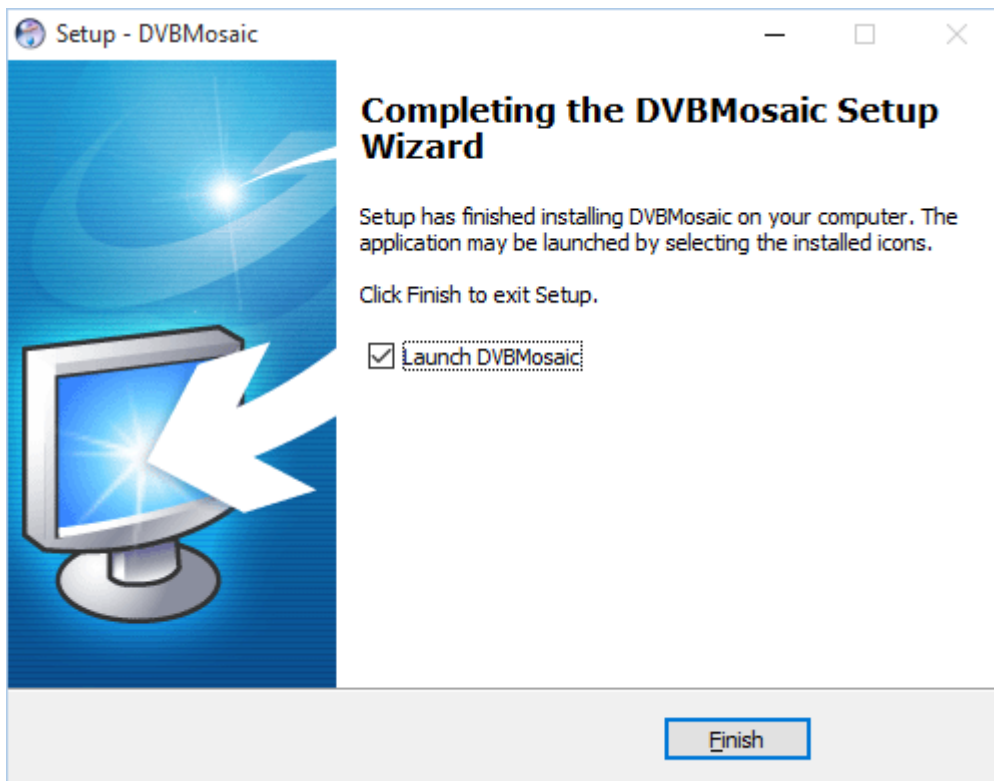 Setup - DVBMosaic
Completing the DVBMosaic Setup
Wizard
Setup has finished installing DVBMosaic on your computer. The
application may be launched by selecting the installed icons.
Click Finish to exit Setup.
Launch DVBMosaic
Finish